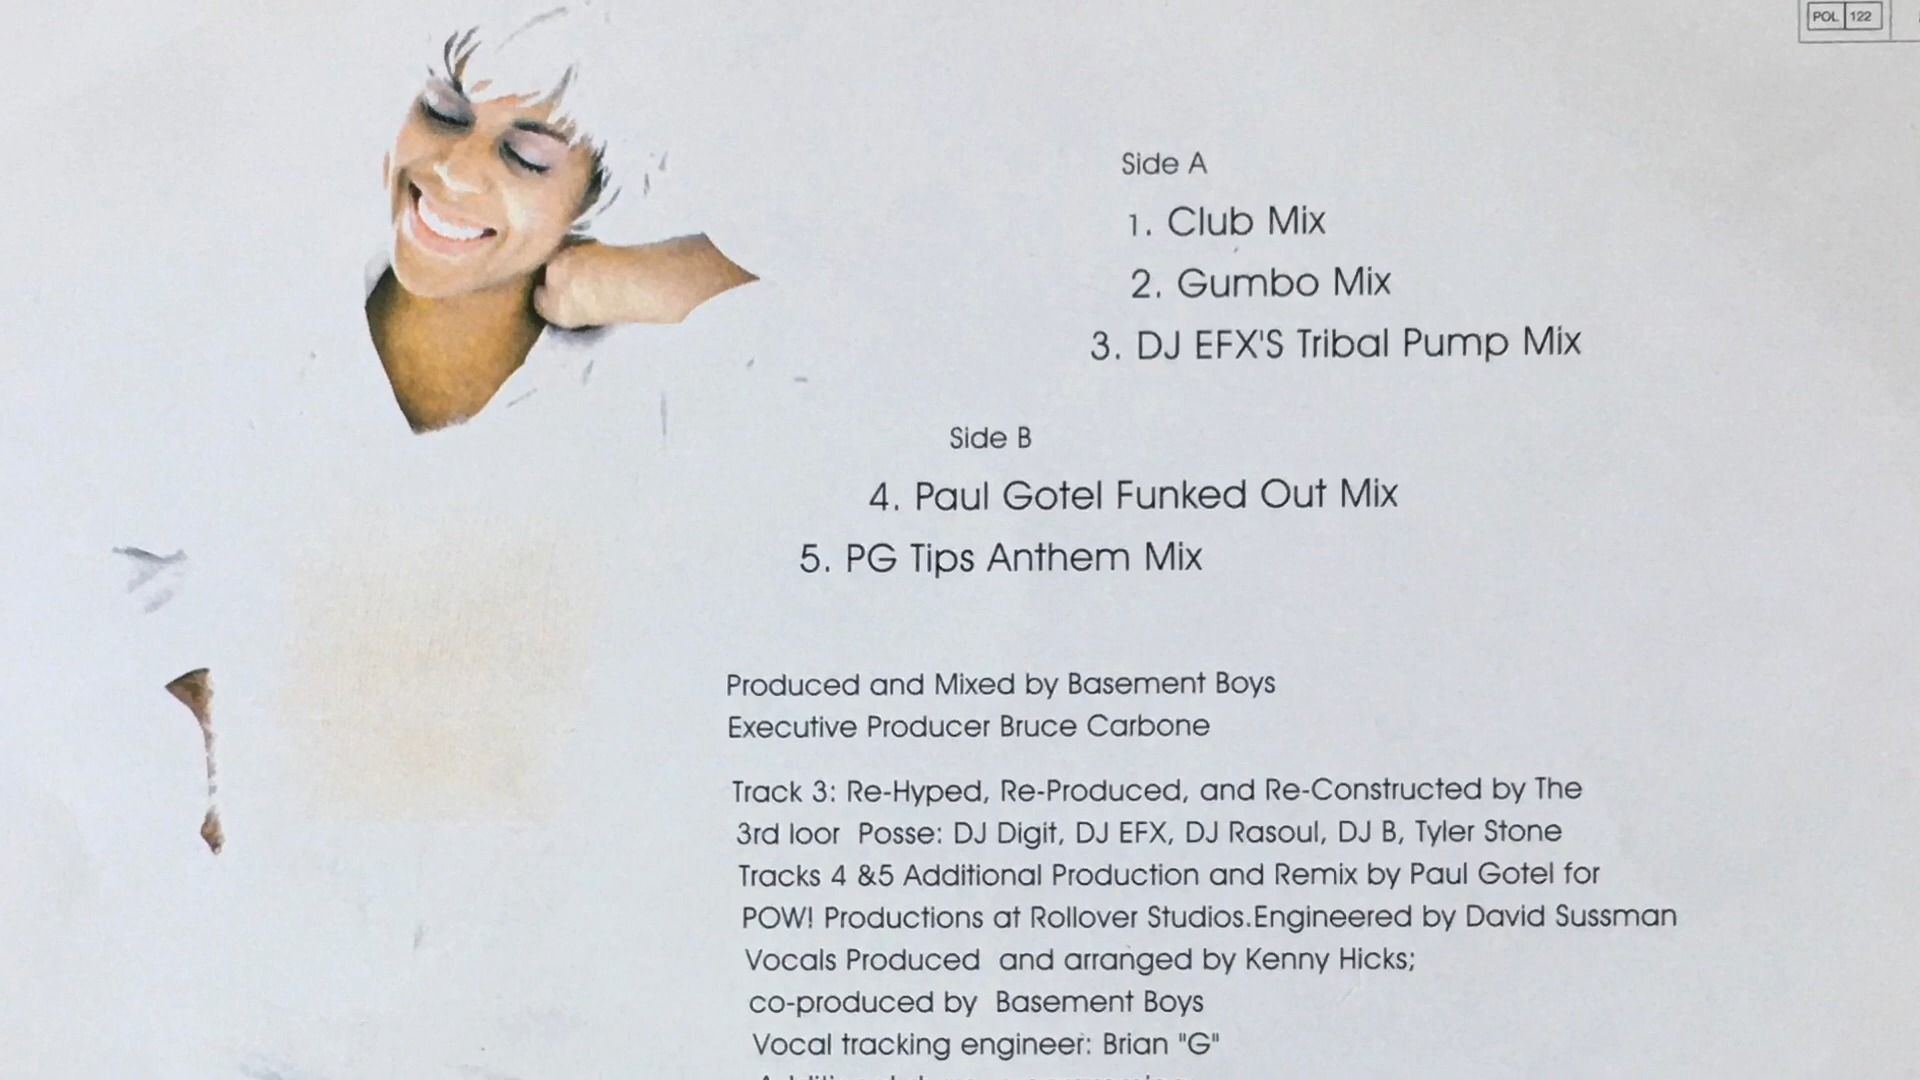 POL 122
Side A
1. Club Mix
2. Gumbo Mix
3. DJ EFX'S Tribal Pump Mix
Side B
4. Paul Gotel Funked Out Mix
5. PG Tips Anthem Mix
Produced and Mixed by Basement Boys
Executive Producer Bruce Carbone
Track 3: Re-Hyped, Re-Produced, and Re-Constructed by The
3rd loor  Posse: DJ Digit, DJ EFX, DJ Rasoul, DJ B, Tyler Stone
Tracks 4 &5 Additional Production and Remix by Paul Gotel for
POW! Productions at Rollover Studios.Engineered by David Sussman
Vocals Produced  and arranged by Kenny Hicks;
co-produced by  Basement Boys
Vocal tracking engineer: Brian "G"